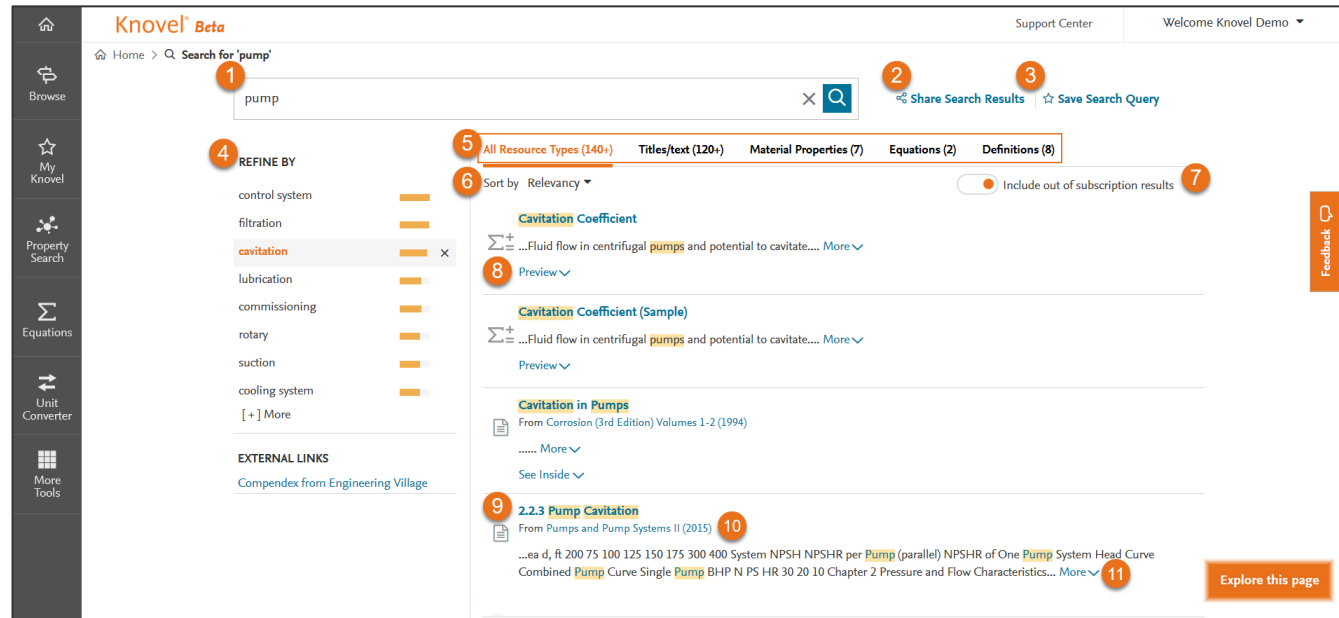 Knovel® Beta
Support Center
Welcome Knovel Demo
Home > Search for 'pump'
Browse
My
Knovel
Property
Search
Equations
Unit
Converter
More
Tools
1
pump
2
Share Search Results
3
Save Search Query
4
REFINE BY
control system
filtration
cavitation
lubrication
commissioning
rotary
suction
cooling system
[+] More
EXTERNAL LINKS
Compendex from Engineering Village
5
All Resource Types (140+) Titles/text (120+) Material Properties (7) Equations (2) Definitions (8)
6
Sort by Relevancy
Include out of subscription results
7
Cavitation Coefficient
...Fluid flow in centrifugal pumps and potential to cavitate.... More
8
Preview
Cavitation Coefficient (Sample)
...Fluid flow in centrifugal pumps and potential to cavitate.... More
Preview
Cavitation in Pumps
From Corrosion (3rd Edition) Volumes 1-2 (1994)
...... More
See Inside
9
2.2.3 Pump Cavitation
From Pumps and Pump Systems II (2015)
10
...ea d, ft 200 75 100 125 150 175 300 400 System NPSH NPSHR per Pump (parallel) NPSHR of One Pump System Head Curve
Combined Pump Curve Single Pump BHP N PS HR 30 20 10 Chapter 2 Pressure and Flow Characteristics... More
11
Feedback
Explore this page